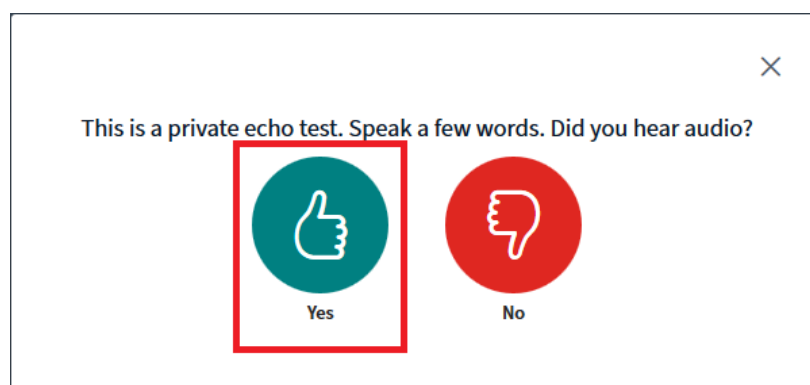 This is a private echo test. Speak a few words. Did you hear audio?
Yes
No